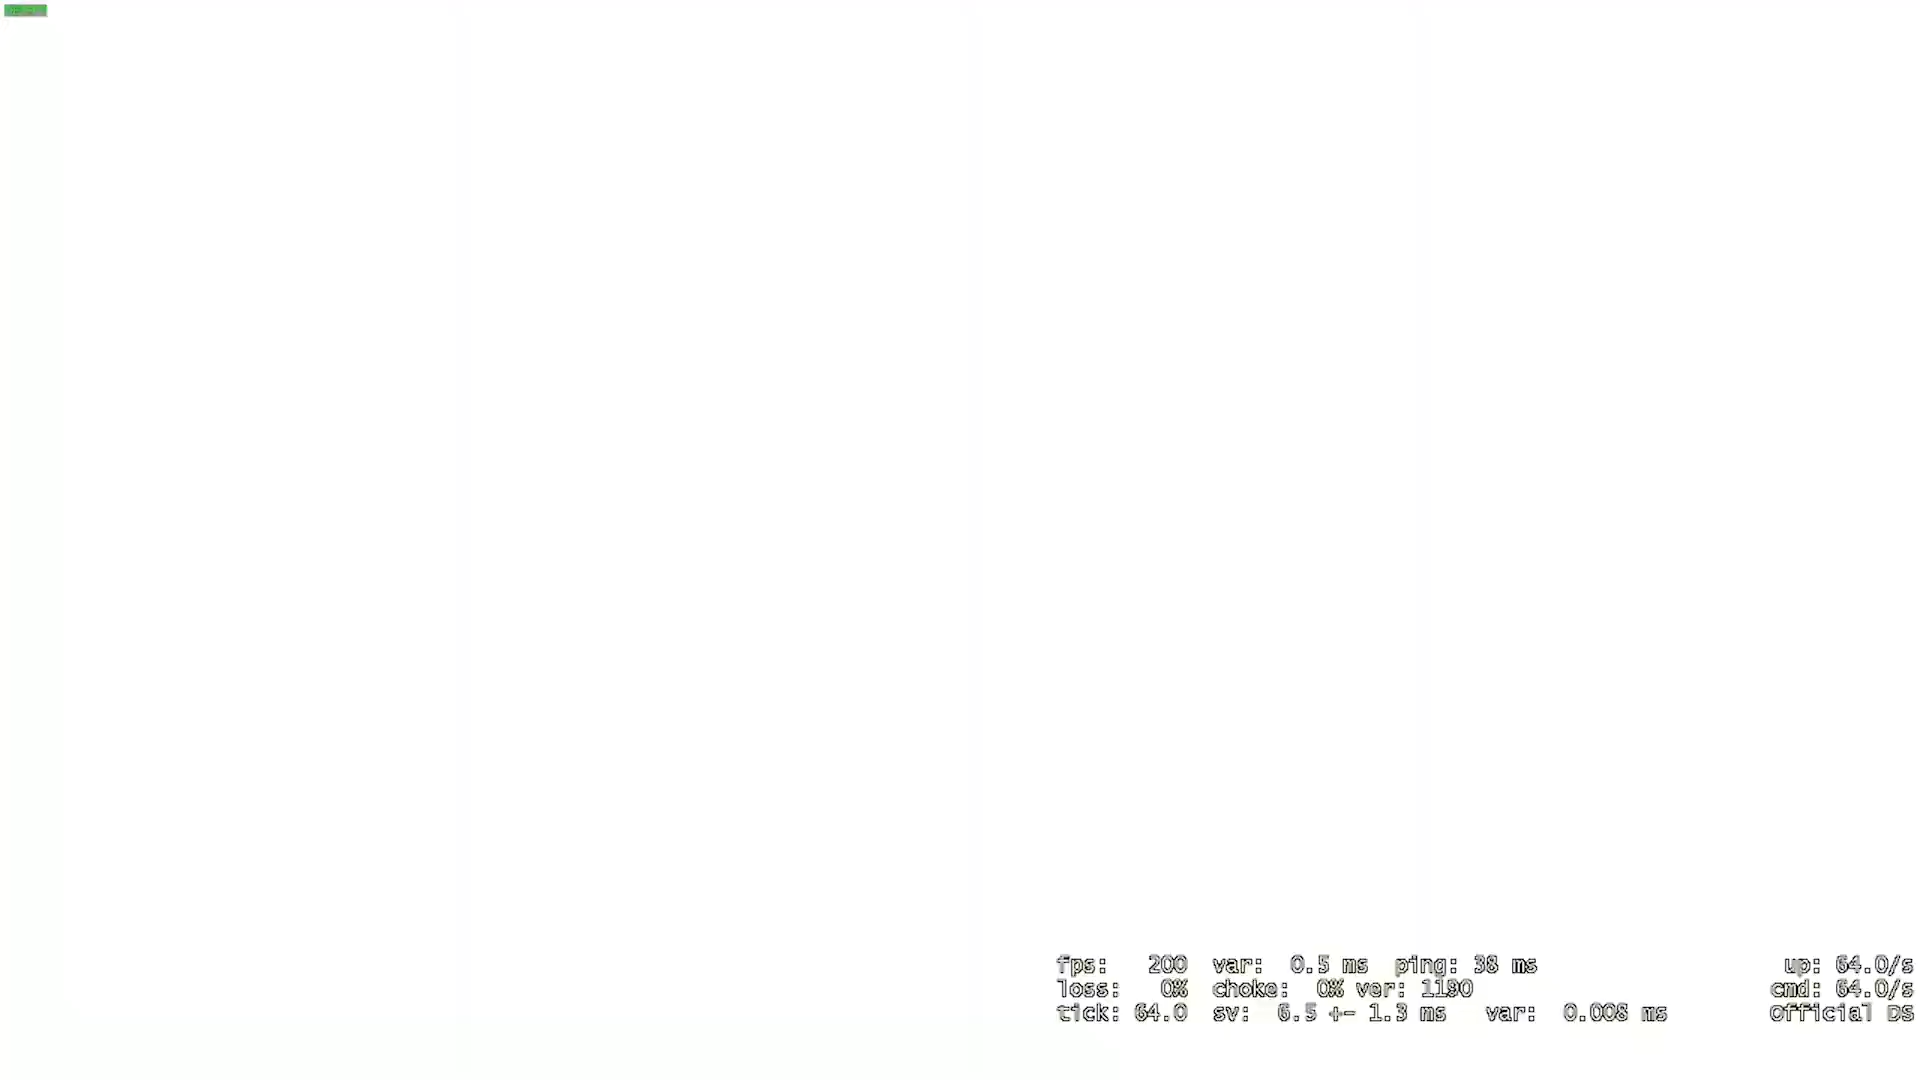 fps: 200 var: 0.5 ms ping: 38 ms up: 64.0/s
loss: 0% choke: 0% ver: 1190 cmd: 64.0/s
tick: 64.0 sv: 6.5 +- 1.3 ms var: 0.008 ms Official DS